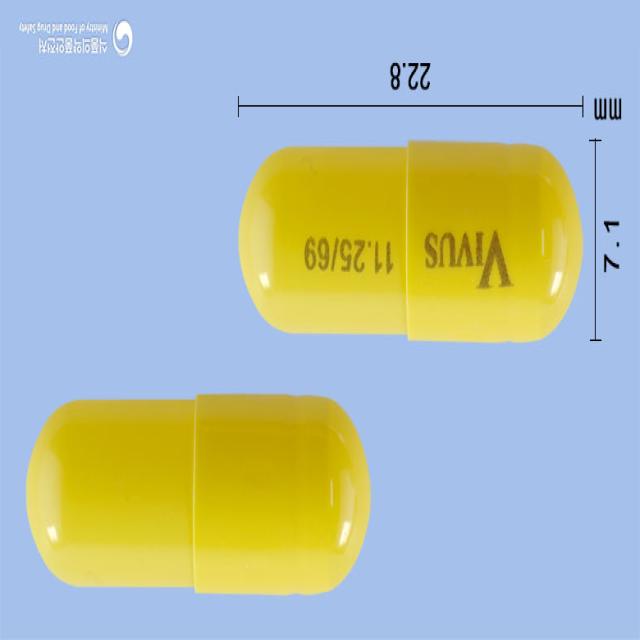 식품의약품안전처
Ministry of Food and Drug Safety
22.8
mm
7.1
VIVUS
11.25/69